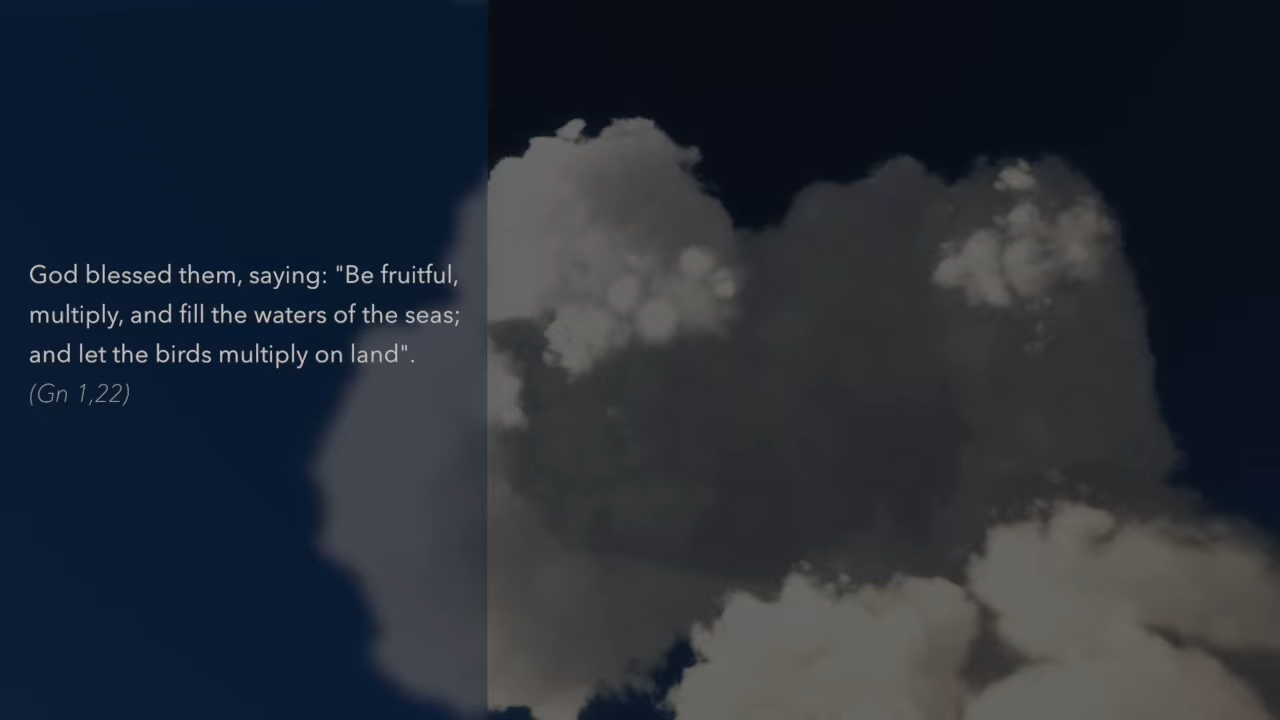 God blessed them, saying: "Be fruitful,
multiply, and fill the waters of the seas;
and let the birds multiply on land".
(Gn 1,22)